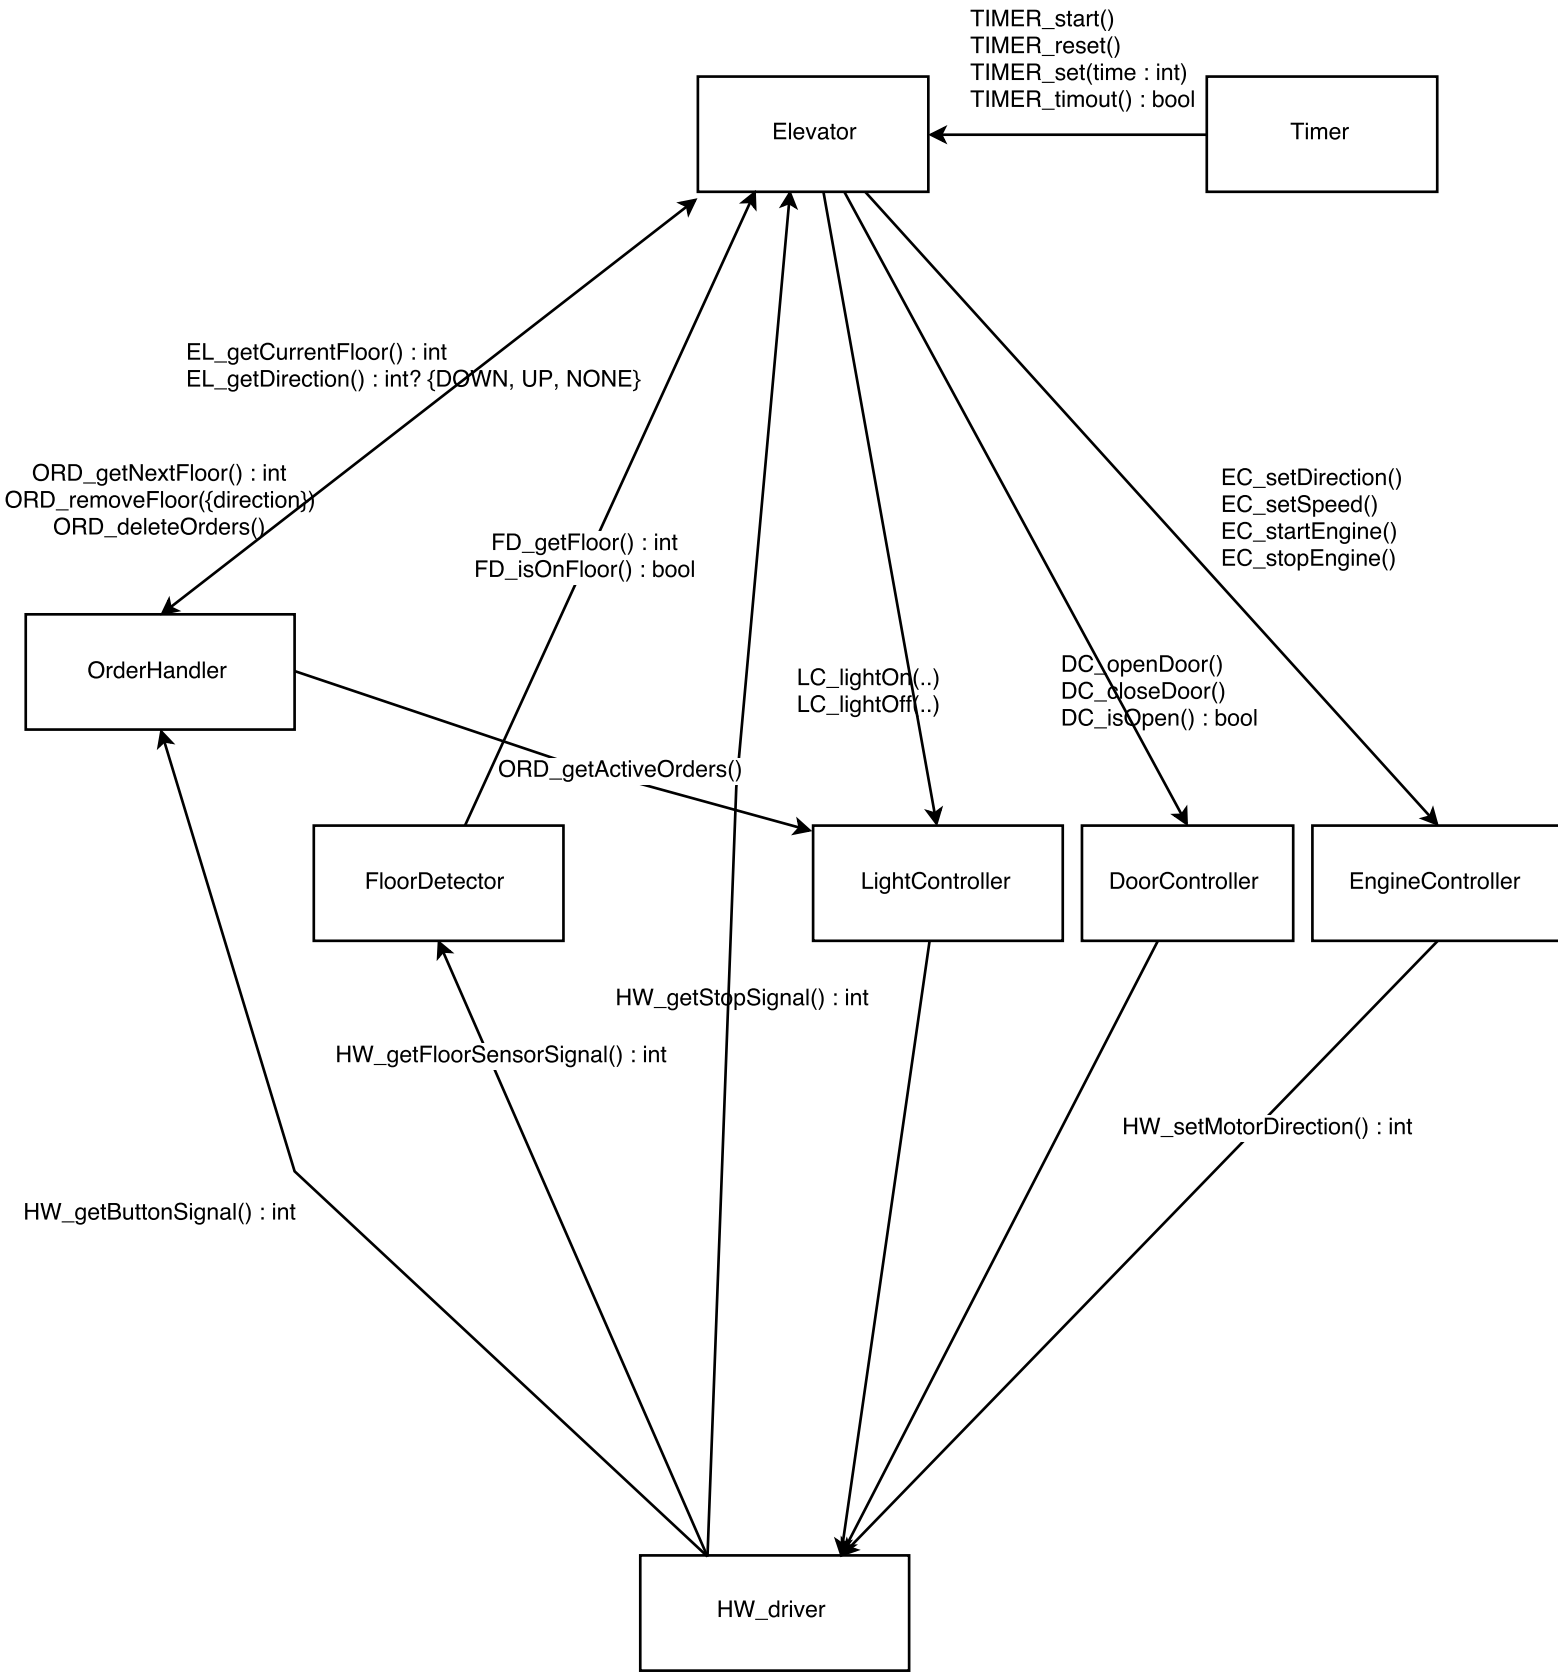 TIMER_start()
TIMER_reset()
TIMER_set(time : int)
TIMER_timout() : bool
Elevator
Timer
EL_getCurrentFloor() : int
EL_getDirection() : int? {DOWN, UP, NONE}
ORD_getNextFloor() : int
ORD_removeFloor({direction})
ORD_deleteOrders()
EC_setDirection()
EC_setSpeed()
EC_startEngine()
EC_stopEngine()
FD_getFloor() : int
FD_isOnFloor() : bool
OrderHandler
LC_lightOn(..)
LC_lightOff(..)
DC_openDoor()
DC_closeDoor()
DC_isOpen() : bool
ORD_getActiveOrders()
FloorDetector
LightController
DoorController
EngineController
HW_getStopSignal() : int
HW_getFloorSensorSignal() : int
HW_setMotorDirection() : int
HW_getButtonSignal() : int
HW_driver